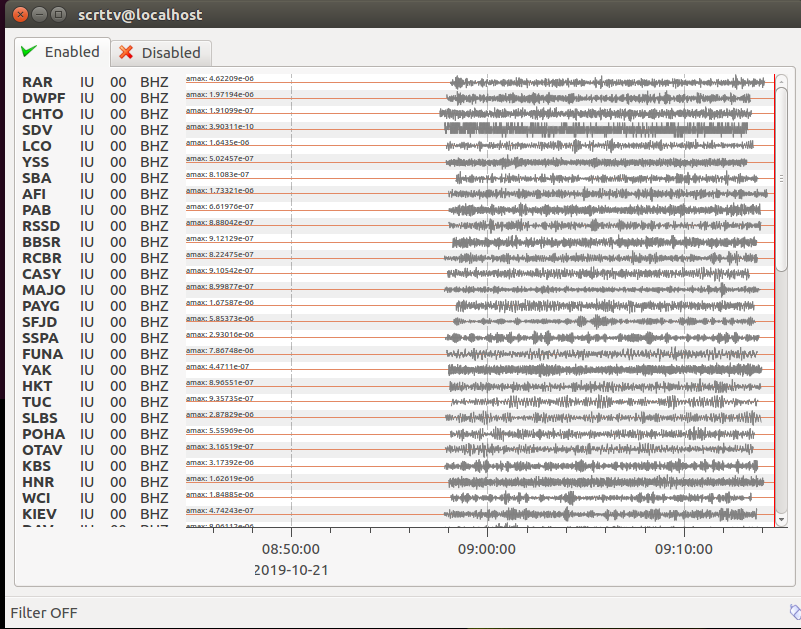 scrttv@localhost
Enabled Disabled
RAR IU 00 BHZ amax: 4.62209e-06
DWPF IU 00 BHZ amax: 1.97194e-06
CHTO IU 00 BHZ amax: 1.91099e-07
SDV IU 00 BHZ amax: 3.90311e-10
LCO IU 00 BHZ amax: 1.6435e-06
YSS IU 00 BHZ amax: 5.02457e-07
SBA IU 00 BHZ amax: 8.1083e-07
AFI IU 00 BHZ amax: 1.73321e-06
PAB IU 00 BHZ amax: 6.61976e-07
RSSD IU 00 BHZ amax: 8.88042e-07
BBSR IU 00 BHZ amax: 9.12129e-07
RCBR IU 00 BHZ amax: 8.22475e-07
CASY IU 00 BHZ amax: 9.10542e-07
MAJO IU 00 BHZ amax: 8.99877e-07
PAYG IU 00 BHZ amax: 1.67587e-06
SFJD IU 00 BHZ amax: 5.85373e-06
SSPA IU 00 BHZ amax: 2.93016e-06
FUNA IU 00 BHZ amax: 7.86748e-06
YAK IU 00 BHZ amax: 4.4711e-07
HKT IU 00 BHZ amax: 8.96551e-07
TUC IU 00 BHZ amax: 9.35735e-07
SLBS IU 00 BHZ amax: 2.87829e-06
POHA IU 00 BHZ amax: 5.55969e-06
OTAV IU 00 BHZ amax: 3.16519e-07
KBS IU 00 BHZ amax: 3.17392e-06
HNR IU 00 BHZ amax: 1.62619e-06
WCI IU 00 BHZ amax: 1.84885e-06
KIEV IU 00 BHZ amax: 4.74243e-07
08:50:00 09:00:00 09:10:00
2019-10-21
Filter OFF